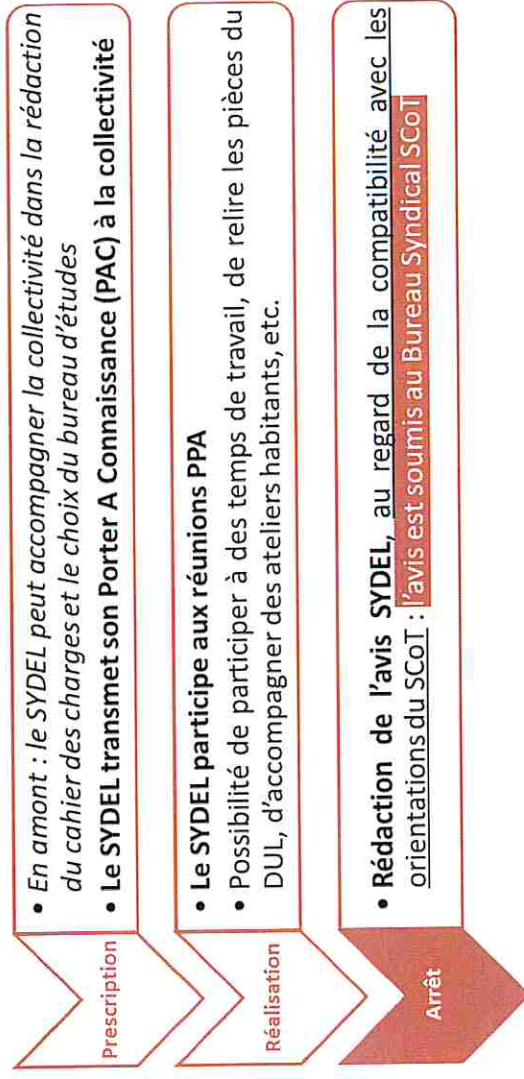 Prescription
• En amont : le SYDEL peut accompagner la collectivité dans la rédaction
du cahier des charges et le choix du bureau d'études
• Le SYDEL transmet son Porter A Connaissance (PAC) à la collectivité
Réalisation
• Le SYDEL participe aux réunions PPA
• Possibilité de participer à des temps de travail, de relire les pièces du
DUL, d'accompagner des ateliers habitants, etc.
Arrêt
• Rédaction de l'avis SYDEL, au regard de la compatibilité avec les
orientations du SCoT : l'avis est soumis au Bureau Syndical SCoT